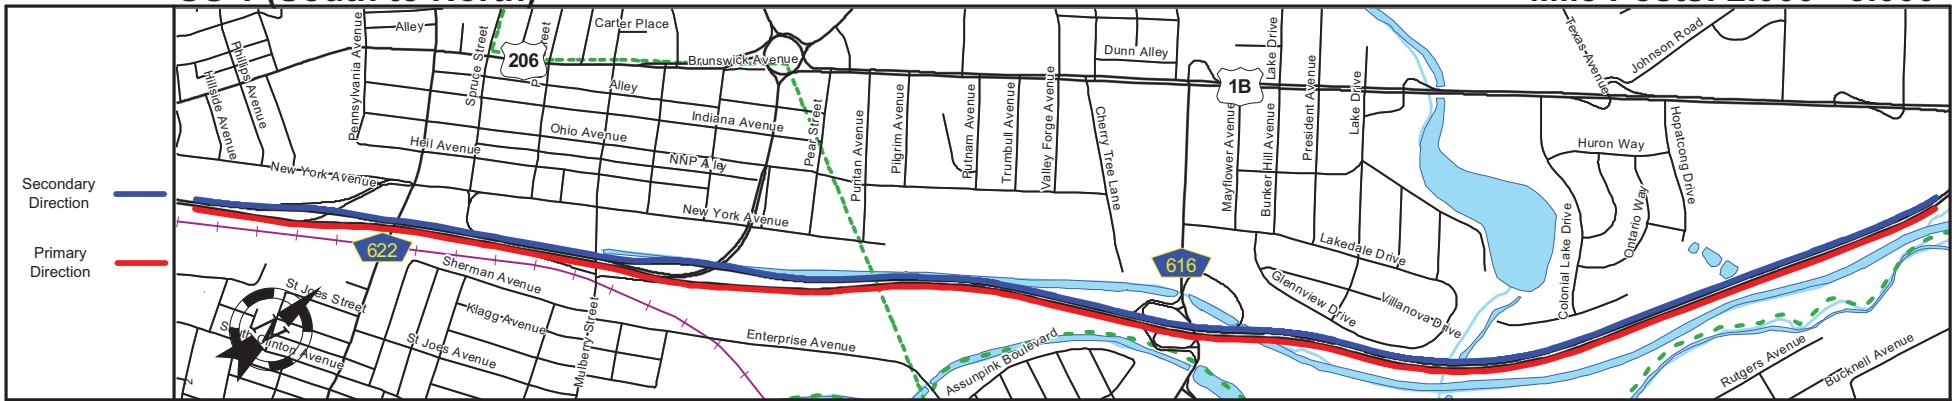 Secondary
Direction
Primary
Direction
Phillips Avenue
Hillside Avenue
Pennsylvania Avenue
Alley
Spruce Street
206
Carter Place
Brunswick Avenue
Alley
Indiana Avenue
Ohio Avenue
Heil Avenue
NNP Alley
New York Avenue
New York Avenue
Pear Street
Puritan Avenue
Pilgrim Avenue
Putnam Avenue
Trumbull Avenue
Valley Forge Avenue
Cherry Tree Lane
Dunn Alley
1B
Lake Drive
Mayflower Avenue
Bunker Hill Avenue
President Avenue
Lake Drive
Texas Avenue
Johnson Road
Huron Way
Hopatcong Drive
Ontario Way
Colonial Lake Drive
Lakedale Drive
Glennview Drive
Villanova Drive
622
616
Sherman Avenue
St Joes Street
South Clinton Avenue
Klagg Avenue
St Joes Avenue
Mulberry Street
Enterprise Avenue
Assunpink Boulevard
Rutgers Avenue
Bucknell Avenue